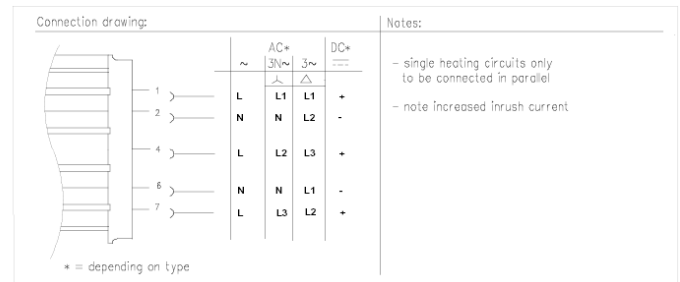 Connection drawing:
Notes:
AC* DC*
~ 3N~ 3~
1 L L1 L1 +
2 N N L2 -
4 L L2 L3 +
6 N N L1 -
7 L L3 L2 +
* = depending on type
- single heating circuits only
to be connected in parallel
- note increased inrush current